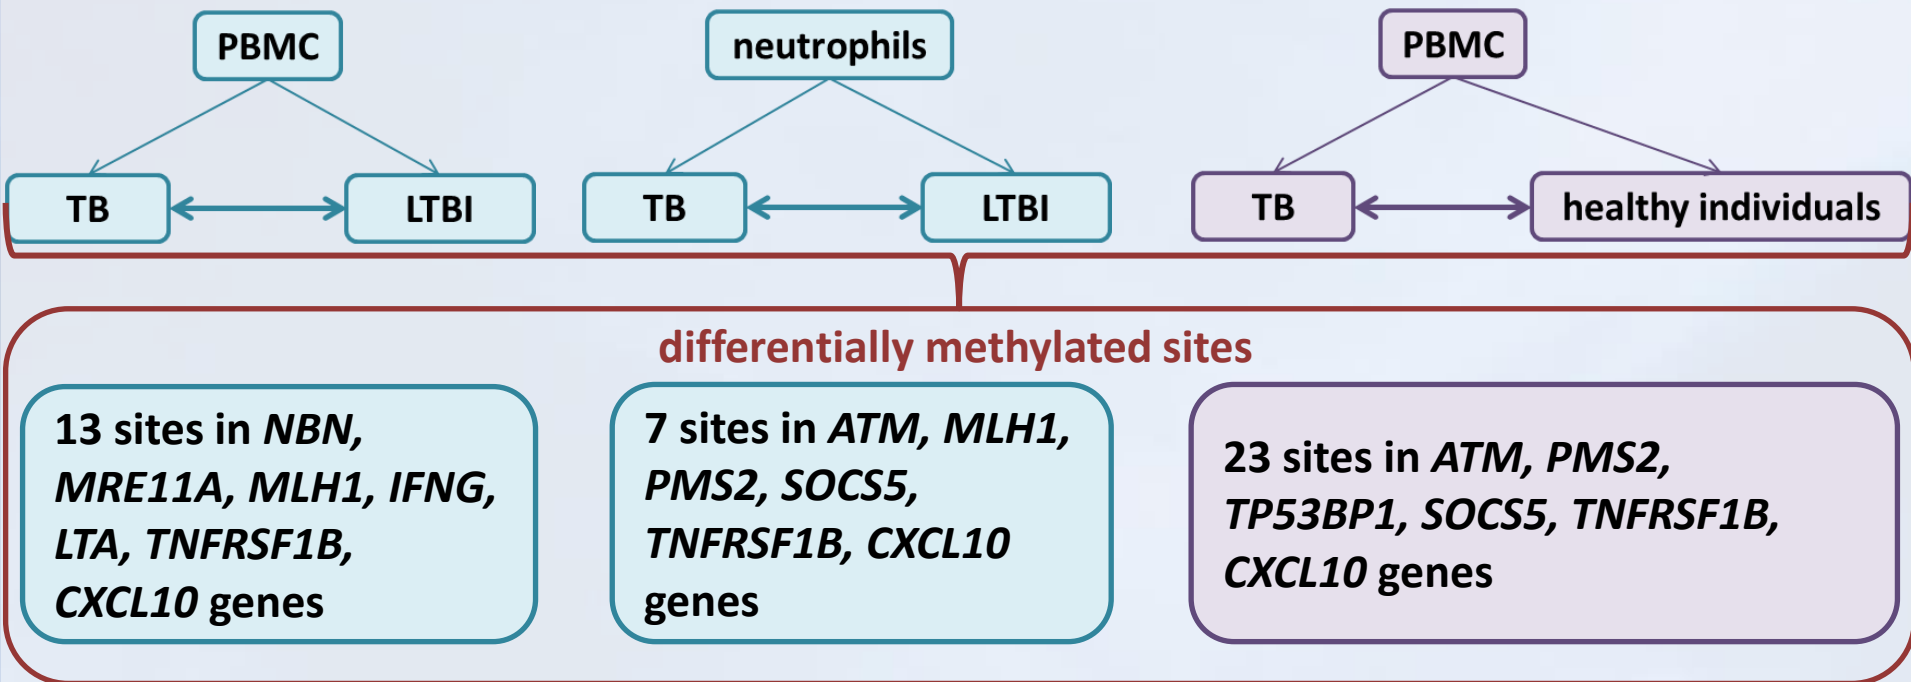 PBMC
neutrophils
PBMC
TB
LTBI
TB
LTBI
TB
healthy individuals
differentially methylated sites
13 sites in NBN,
MRE11A, MLH1, IFNG,
LTA, TNFRSF1B,
CXCL10 genes
7 sites in ATM, MLH1,
PMS2, SOCS5,
TNFRSF1B, CXCL10
genes
23 sites in ATM, PMS2,
TP53BP1, SOCS5, TNFRSF1B,
CXCL10 genes